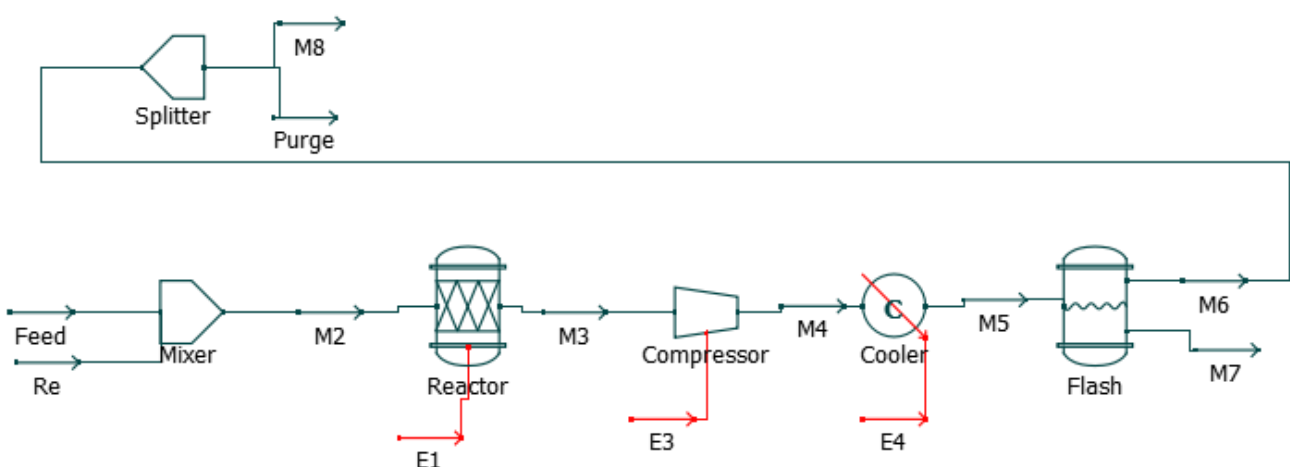 M8
Splitter
Purge
Feed
Mixer
M2
M3
M4
C
M5
M6
Re
Reactor
Compressor
Cooler
Flash
M7
E1
E3
E4